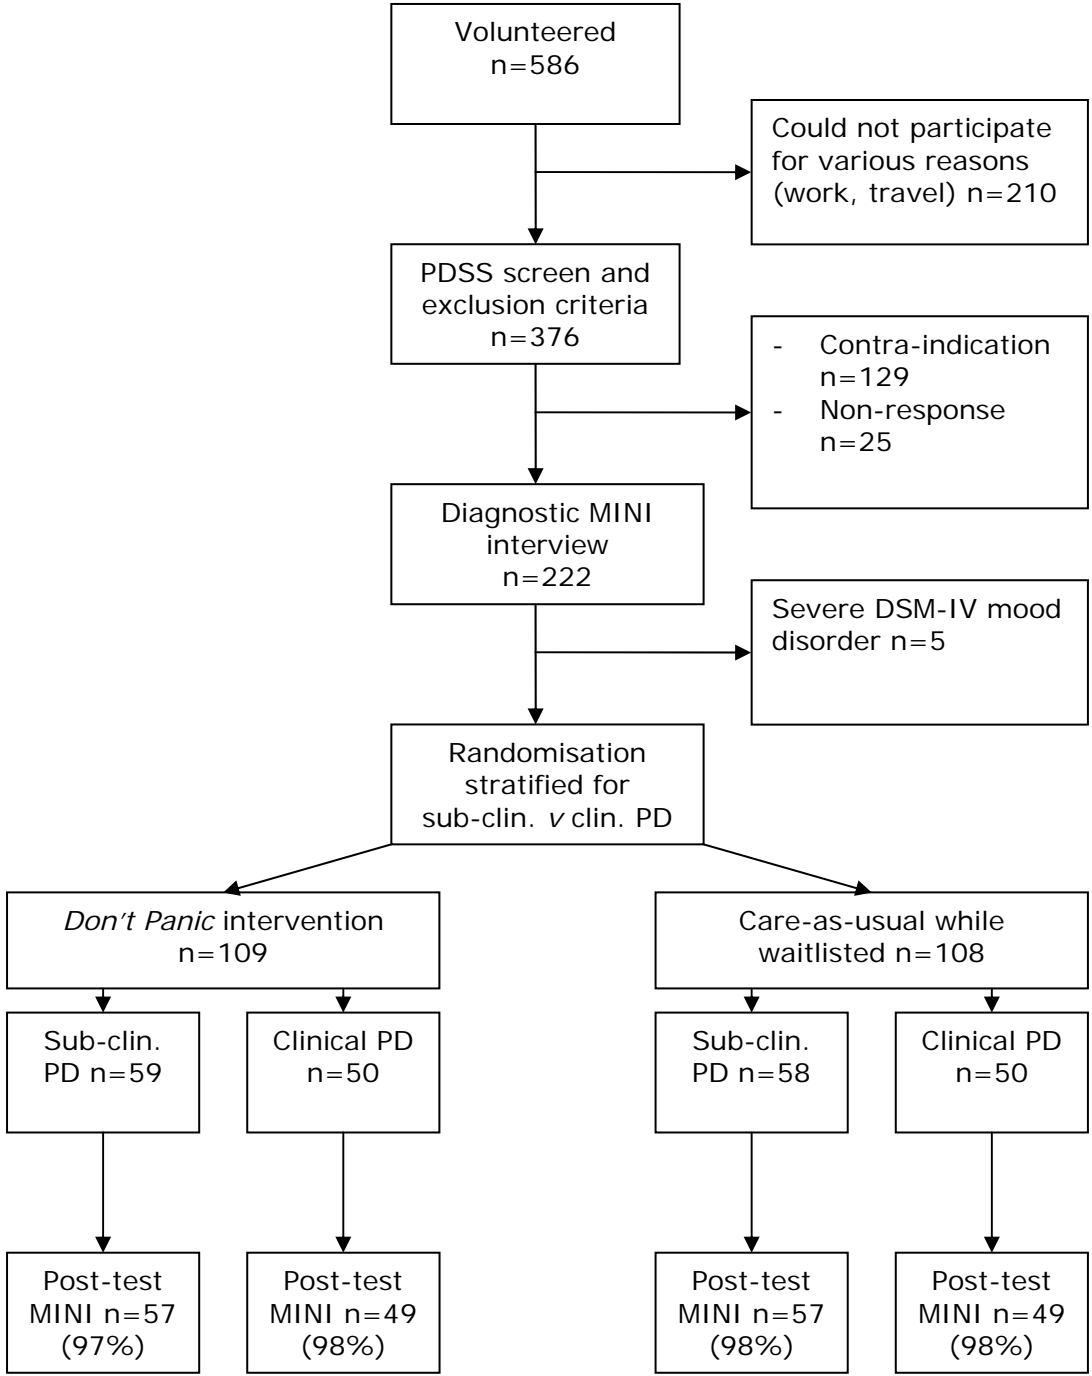 Volunteered
n=586
Could not participate
for various reasons
(work, travel) n=210
PDSS screen and
exclusion criteria
n=376
- Contra-indication
n=129
- Non-response
n=25
Diagnostic MINI
interview
n=222
Severe DSM-IV mood
disorder n=5
Randomisation
stratified for
sub-clin. v clin. PD
Don't Panic intervention
n=109
Care-as-usual while
waitlisted n=108
Sub-clin.
PD n=59
Clinical PD
n=50
Sub-clin.
PD n=58
Clinical PD
n=50
Post-test
MINI n=57
(97%)
Post-test
MINI n=49
(98%)
Post-test
MINI n=57
(98%)
Post-test
MINI n=49
(98%)